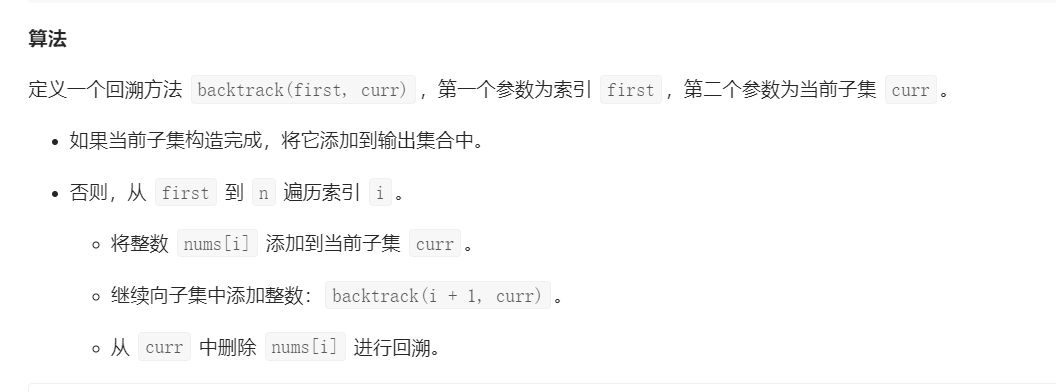 算法
定义一个回溯方法 backtrack(first, curr)，第一个参数为索引 first，第二个参数为当前子集 curr。
• 如果当前子集构造完成，将它添加到输出集合中。
• 否则，从 first 到 n 遍历索引 i。
◦ 将整数 nums[i] 添加到当前子集 curr。
◦ 继续向子集中添加整数：backtrack(i + 1, curr)。
◦ 从 curr 中删除 nums[i] 进行回溯。